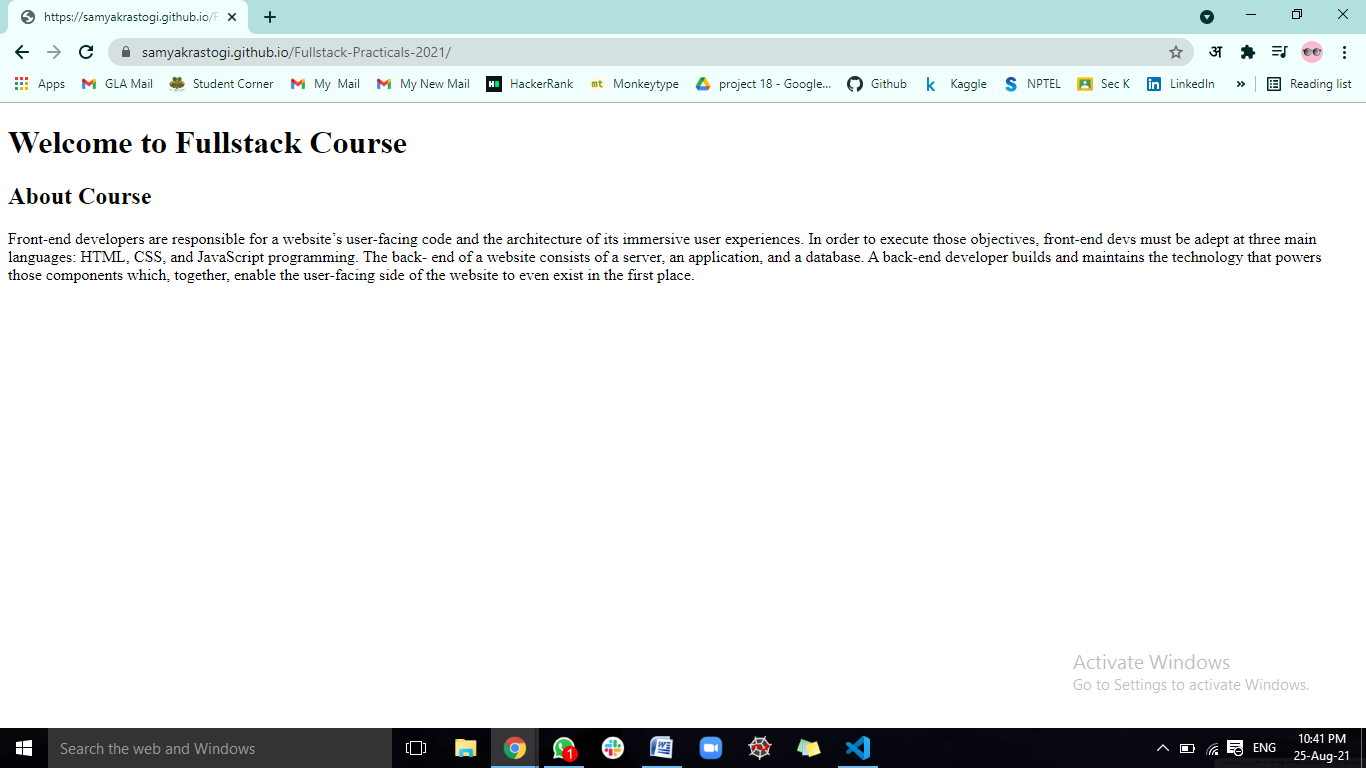 https://samyakrastogi.github.io/F
samyakrastogi.github.io/Fullstack-Practicals-2021/
अ
Apps GLA Mail Student Corner My Mail My New Mail HackerRank mt Monkeytype project 18 - Google... Github k Kaggle S NPTEL Sec K in LinkedIn » Reading list
Welcome to Fullstack Course
About Course
Front-end developers are responsible for a website’s user-facing code and the architecture of its immersive user experiences. In order to execute those objectives, front-end devs must be adept at three main
languages: HTML, CSS, and JavaScript programming. The back- end of a website consists of a server, an application, and a database. A back-end developer builds and maintains the technology that powers
those components which, together, enable the user-facing side of the website to even exist in the first place.
Activate Windows
Go to Settings to activate Windows.
Search the web and Windows
1
ENG
10:41 PM
25-Aug-21